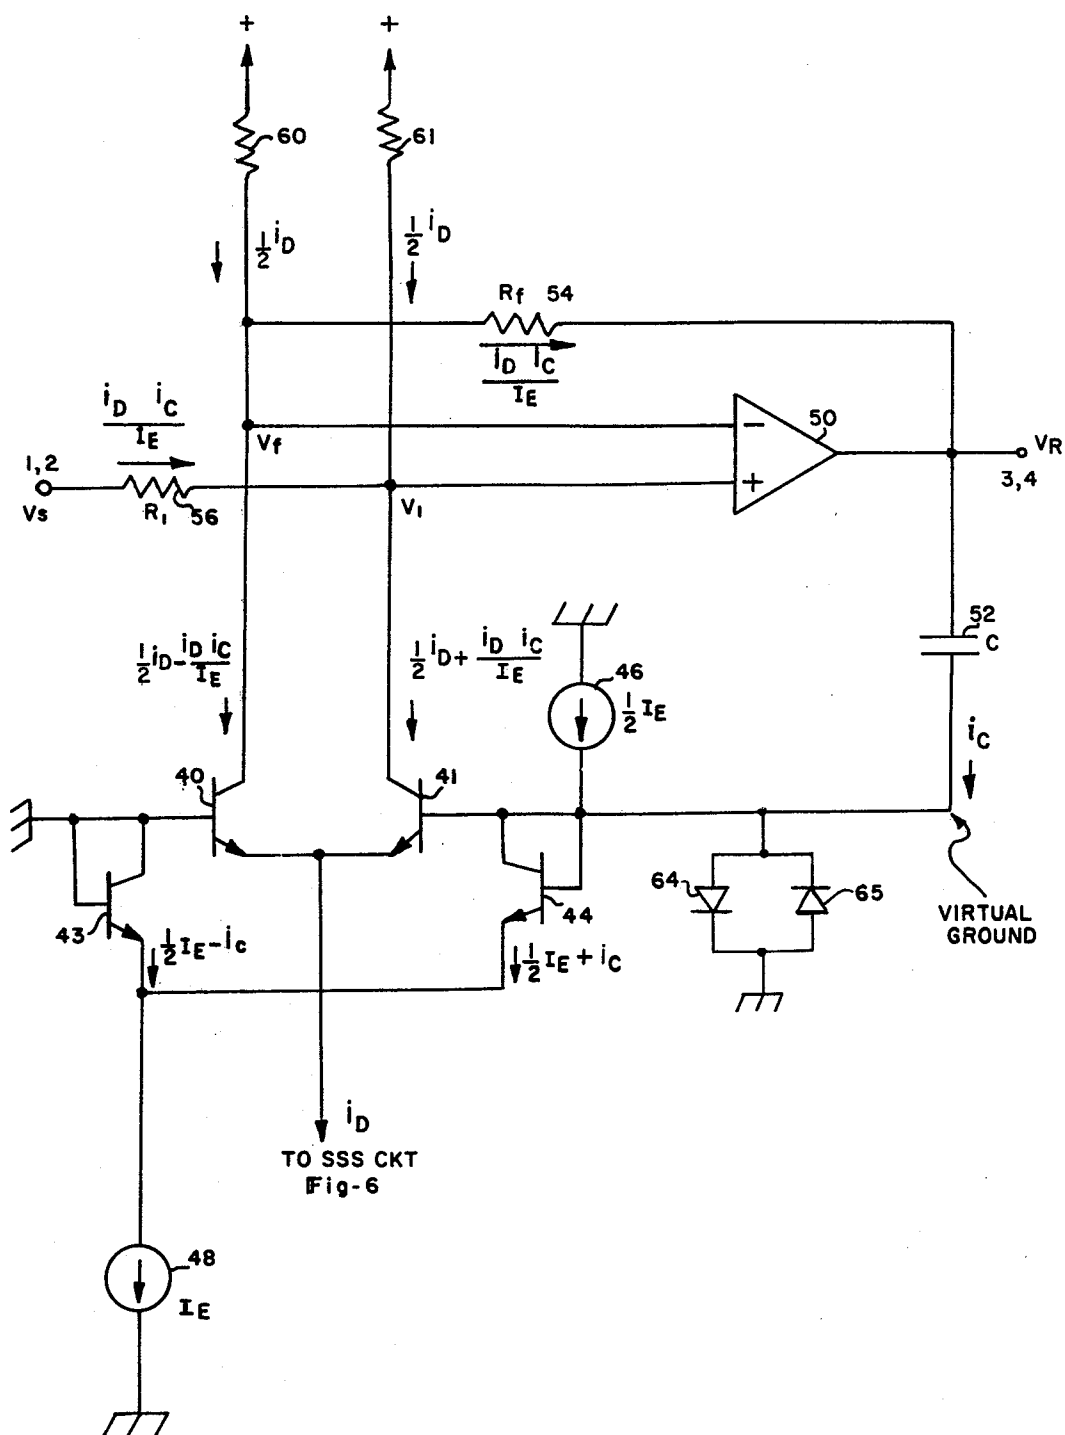 + +
60
61
½ iD
½ iD
Rf 54
iD iC
IE
iD iC
IE
Vf
50
VR
3,4
1,2
Vs
R1 56
V1
−
+
52
C
½ iD − iD iC
IE
½ iD + iD iC
IE
46
½ IE
iC
40
41
43
44
64
65
VIRTUAL
GROUND
½ IE − ic
½ IE + iC
iD
TO SSS CKT
Fig-6
48
IE